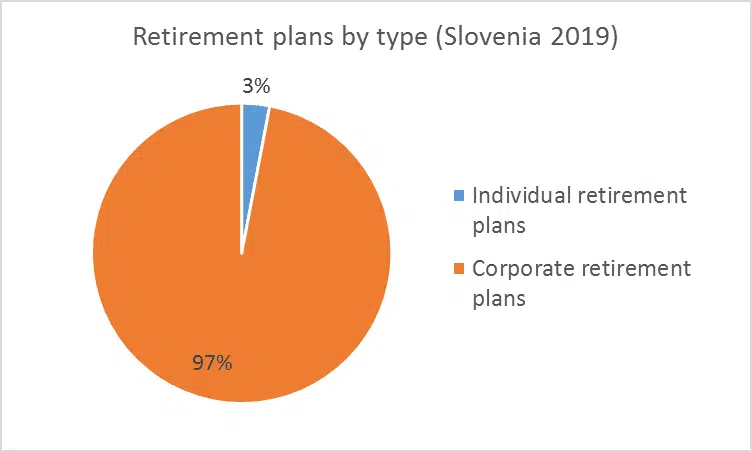 Retirement plans by type (Slovenia 2019)
3%
97%
Individual retirement
plans
Corporate retirement
plans